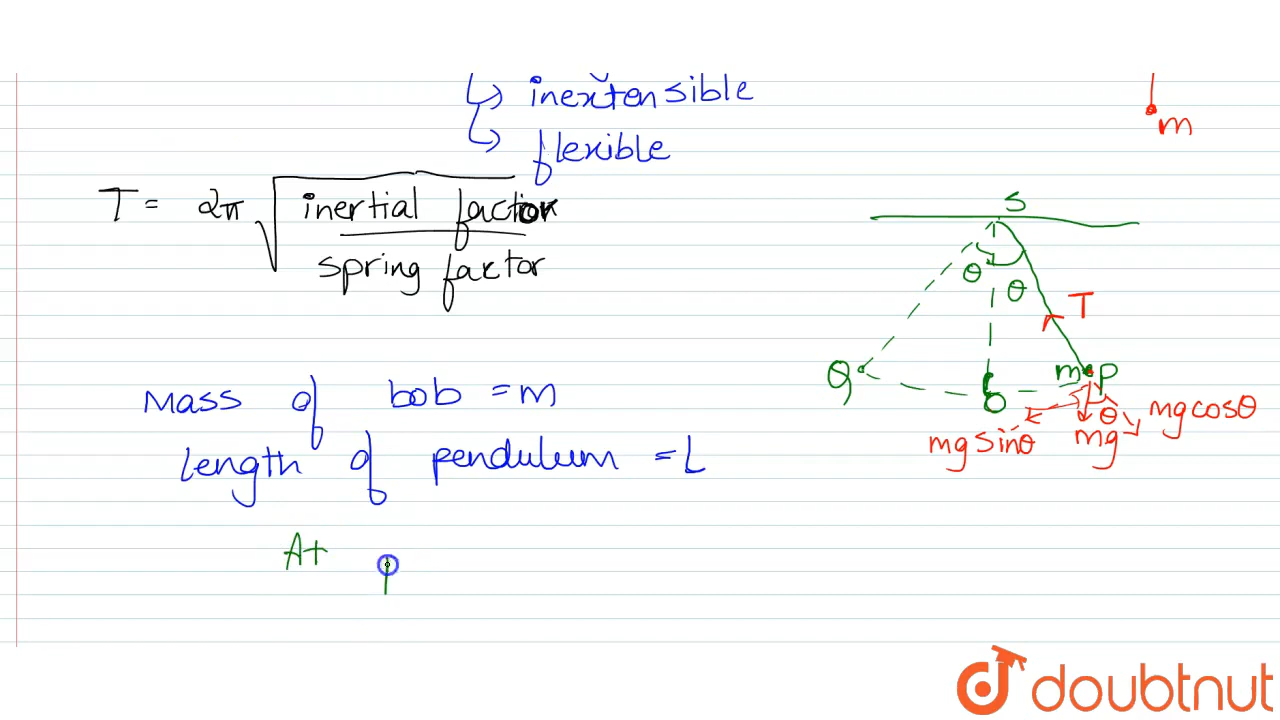 inextensible
flexible
T = 2π √ inertial factor
spring factor
Mass of bob = m
length of pendulum = L
At P
m
S
θ
θ
T
Q
O
m P
θ
mg cosθ
mg sinθ
mg
doubtnut